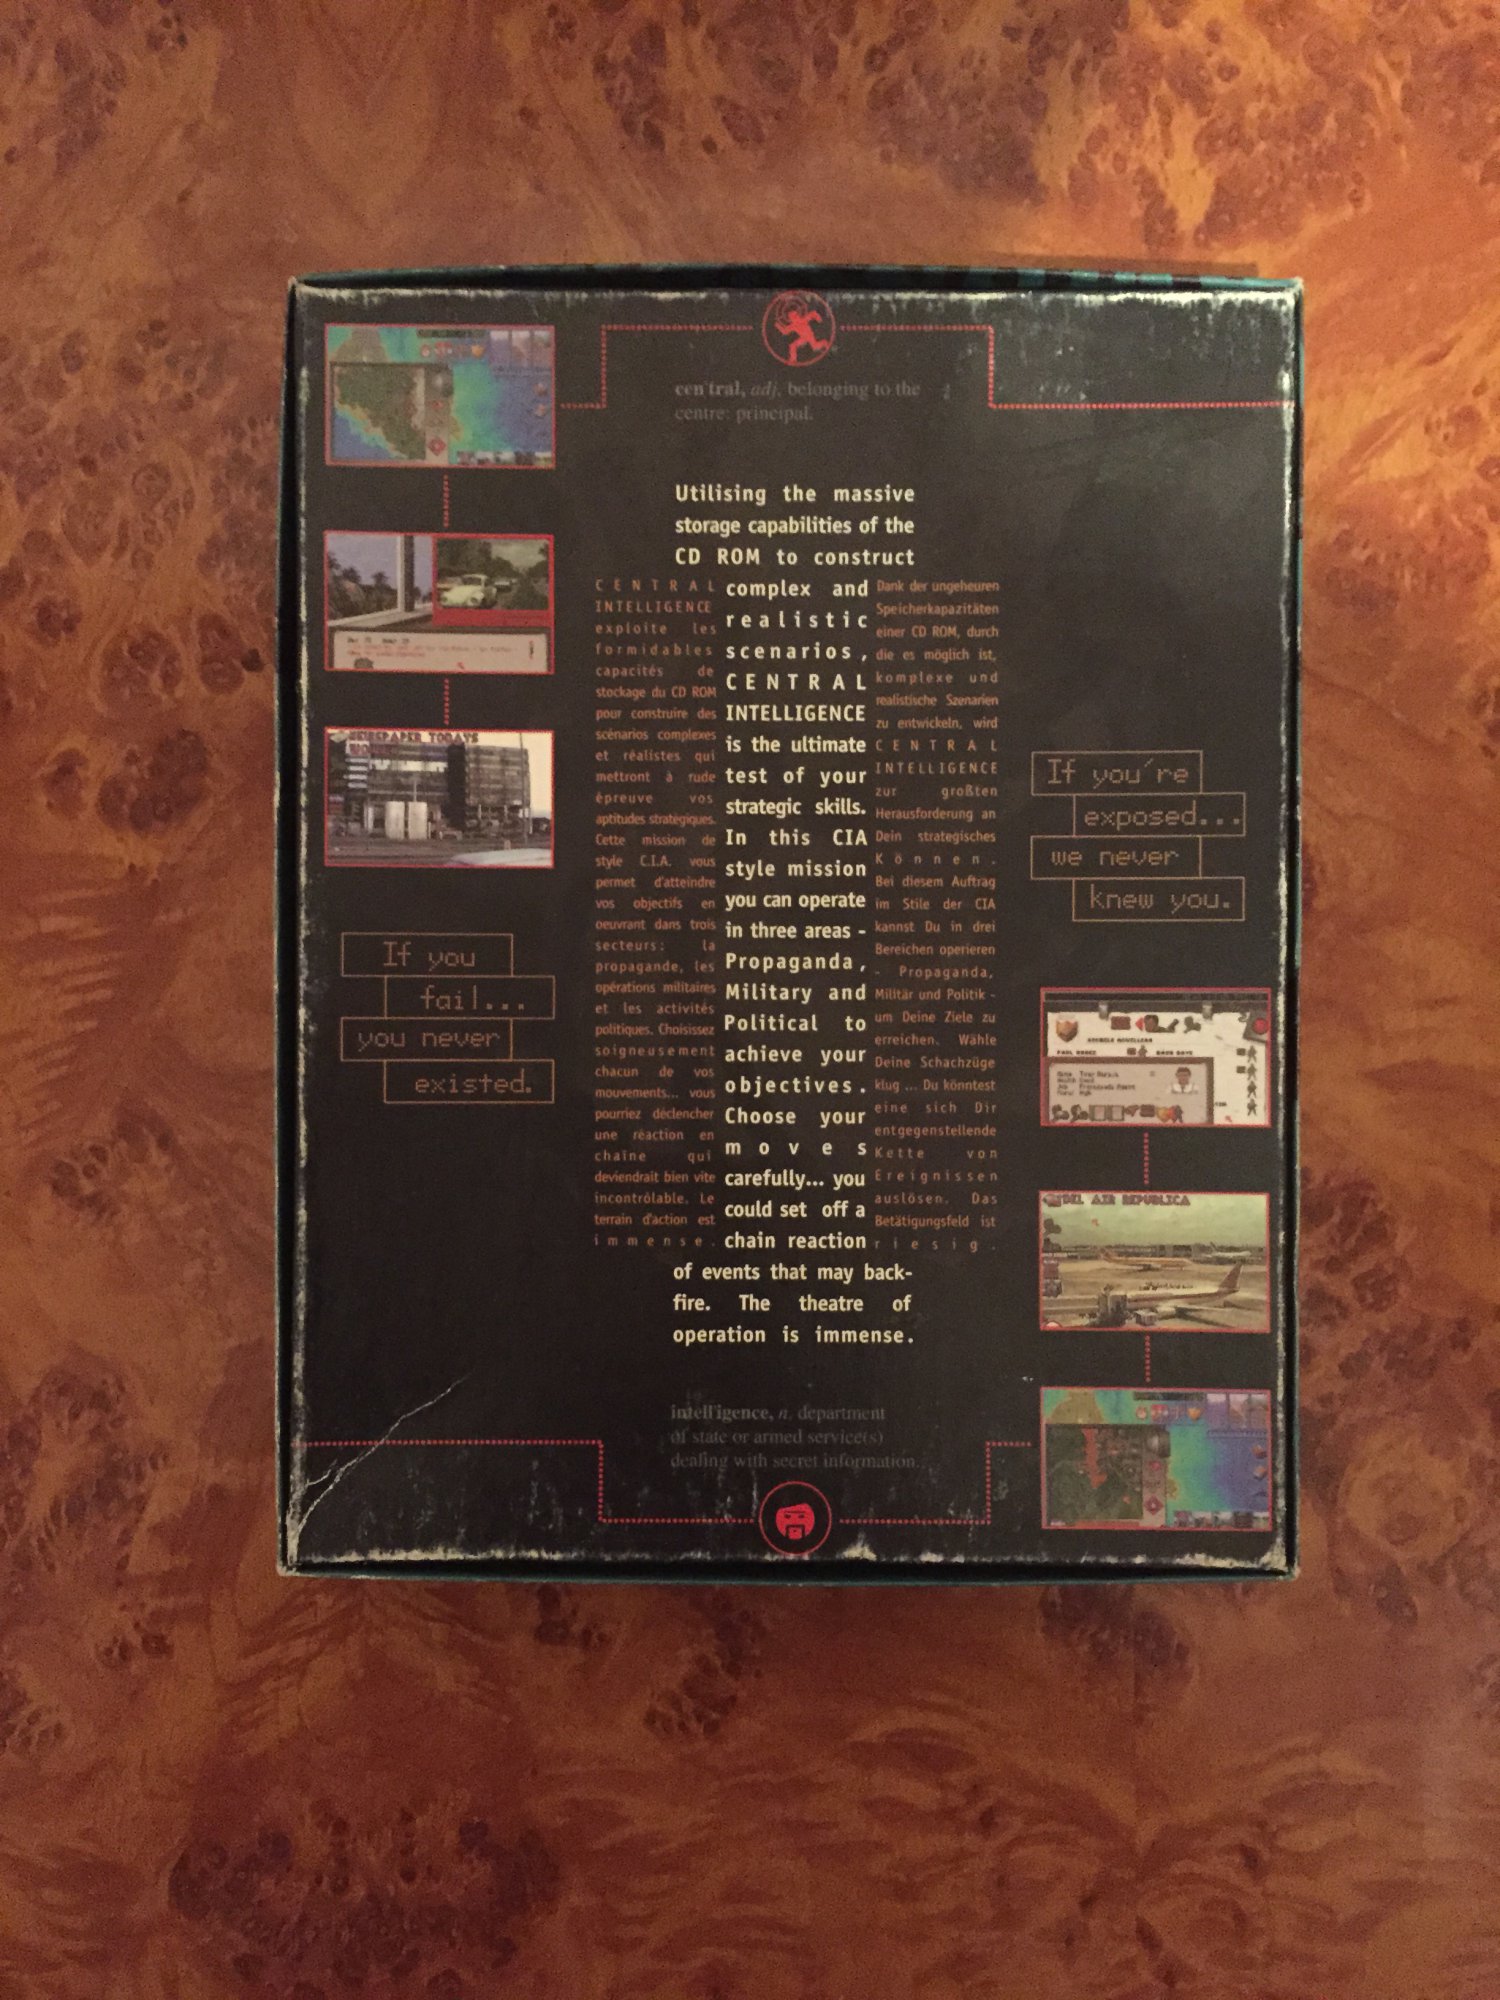 cen'tral, adj. belonging to the
centre: principal.
Utilising the massive
storage capabilities of the
CD ROM to construct
complex and
realistic
scenarios,
CENTRAL
INTELLIGENCE
is the ultimate
test of your
strategic skills.
In this CIA
style mission
you can operate
in three areas -
Propaganda,
Military and
Political to
achieve your
objectives.
Choose your
moves
carefully... you
could set off a
chain reaction
of events that may back-
fire. The theatre of
operation is immense.
CENTRAL
INTELLIGENCE
exploite les
formidables
capacités de
stockage du CD ROM
pour construire des
scénarios complexes
et réalistes qui
mettront à rude
épreuve vos
aptitudes stratégiques.
Cette mission de
style C.I.A. vous
permet d'atteindre
vos objectifs en
oeuvrant dans trois
secteurs: la
propagande, les
opérations militaires
et les activités
politiques. Choisissez
soigneusement
chacun de vos
mouvements... vous
pourriez déclencher
une réaction en
chaîne qui
deviendrait bien vite
incontrôlable. Le
terrain d'action est
immense.
Dank der ungeheuren
Speicherkapazitäten
einer CD ROM, durch
die es möglich ist,
komplexe und
realistische Szenarien
zu entwickeln, wird
CENTRAL
INTELLIGENCE
zur großten
Herausforderung an
Dein strategisches
Können.
Bei diesem Auftrag
im Stile der CIA
kannst Du in drei
Bereichen operieren
- Propaganda,
Militär und Politik -
um Deine Ziele zu
erreichen. Wähle
Deine Schachzüge
klug ... Du könntest
eine sich Dir
entgegenstellende
Kette von
Ereignissen
auslösen. Das
Betätigungsfeld ist
riesig.
NEWSPAPER TODAYS
If you
fail...
you never
existed.
If you're
exposed...
we never
knew you.
DEL AIR REPUBLICA
intell'igence, n. department
of state or armed service(s)
dealing with secret information.